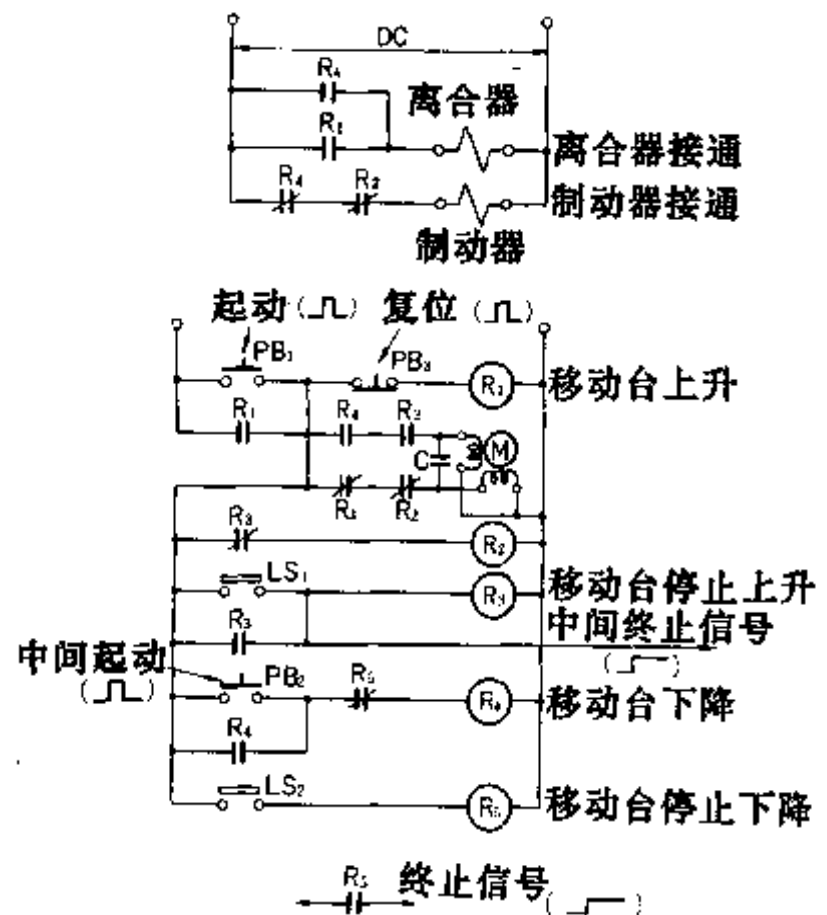 DC
R₄
离合器
R₁
离合器接通
R₄ R₂
制动器接通
制动器
起动 复位
PB₁ PB₃
R₁ 移动台上升
R₁ R₄ R₂
C M
R₄ R₂
R₃
R₂
LS₁ R₃ 移动台停止上升
R₃ 中间终止信号
中间起动
PB₂ R₅ R₄ 移动台下降
R₄
LS₂ R₅ 移动台停止下降
R₅ 终止信号